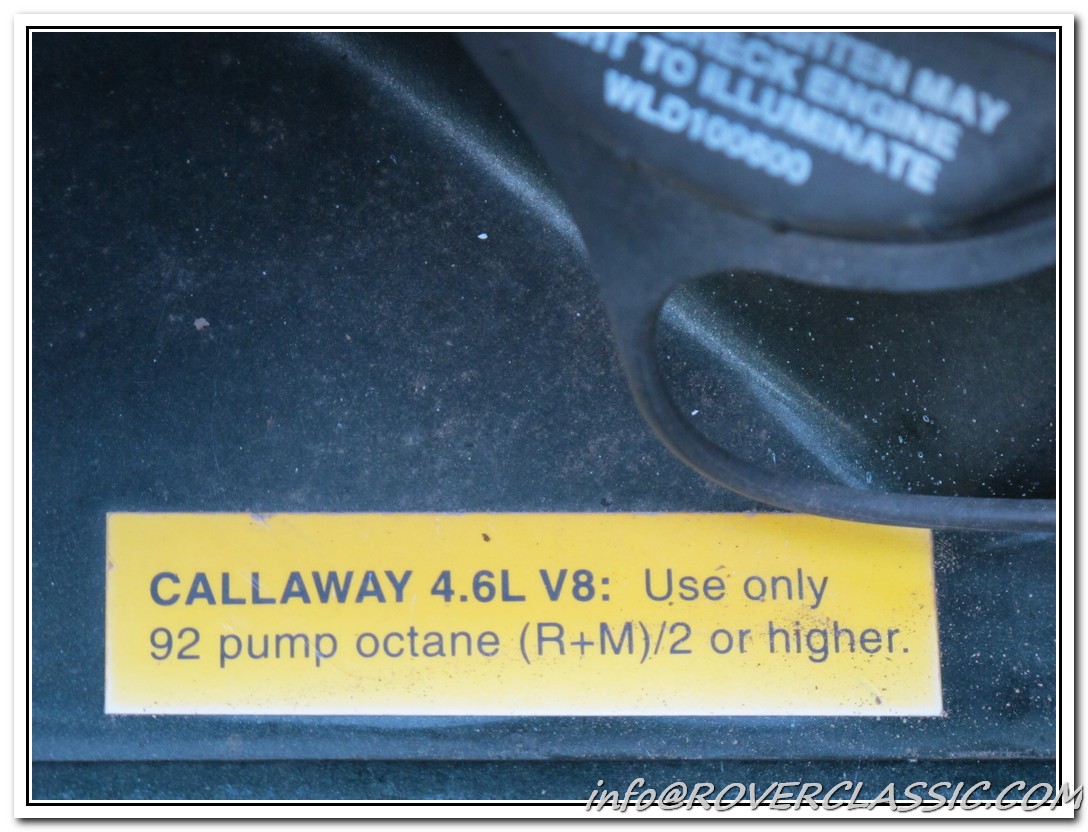 MAY
CHECK ENGINE
TO ILLUMINATE
WLD100600
CALLAWAY 4.6L V8: Use only
92 pump octane (R+M)/2 or higher.
info@ROVERCLASSIC.COM